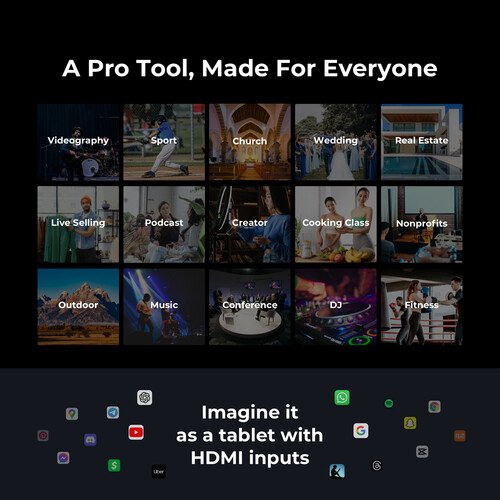 A Pro Tool, Made For Everyone
Videography
Sport
Church
Wedding
Real Estate
Live Selling
Podcast
Creator
Cooking Class
Nonprofits
Outdoor
Music
Conference
DJ
Fitness
Imagine it
as a tablet with
HDMI inputs
Uber